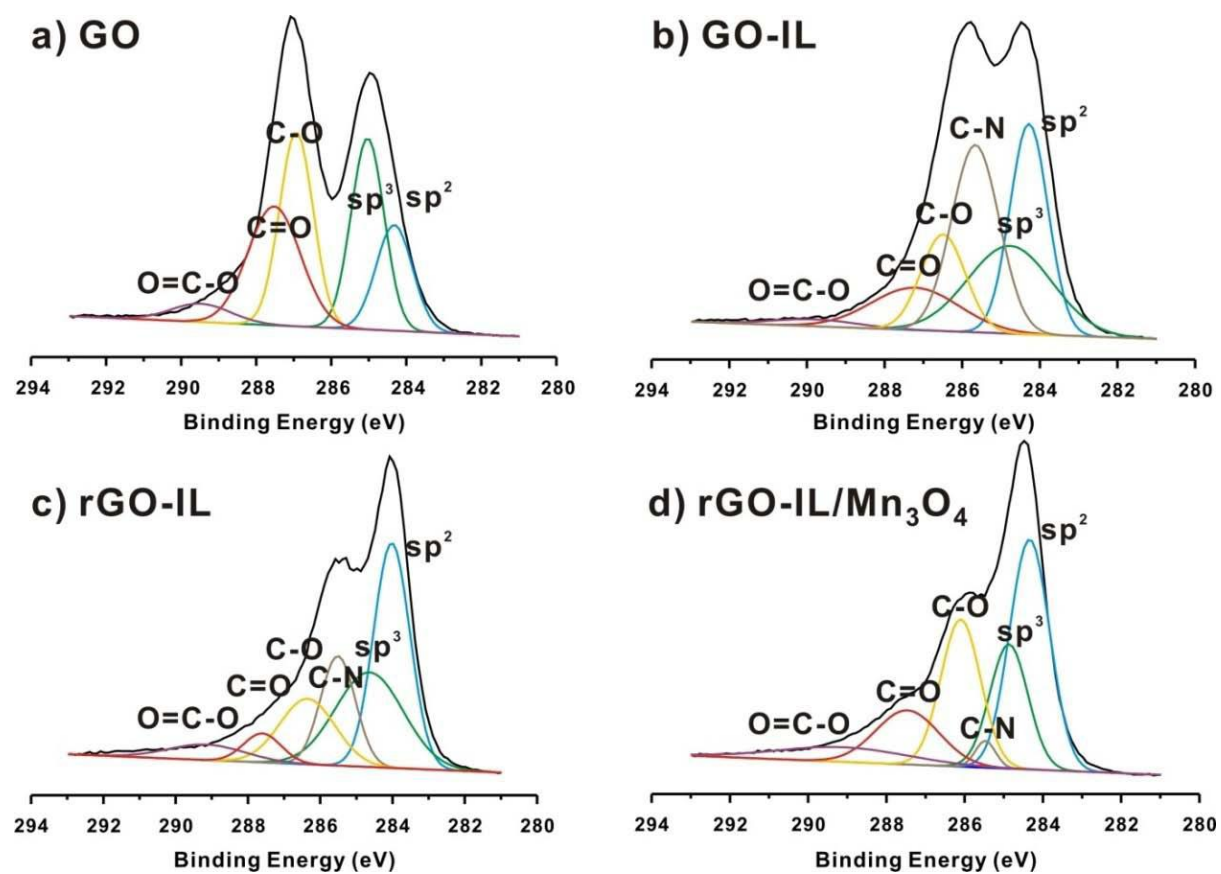 a) GO
C-O
sp³ sp²
C=O
O=C-O
294 292 290 288 286 284 282 280
Binding Energy (eV)
b) GO-IL
C-N sp²
C-O
sp³
C=O
O=C-O
294 292 290 288 286 284 282 280
Binding Energy (eV)
c) rGO-IL
sp²
C-O sp³
C=O C-N
O=C-O
294 292 290 288 286 284 282 280
Binding Energy (eV)
d) rGO-IL/Mn₃O₄
sp²
C-O
sp³
C=O
O=C-O C-N
294 292 290 288 286 284 282 280
Binding Energy (eV)